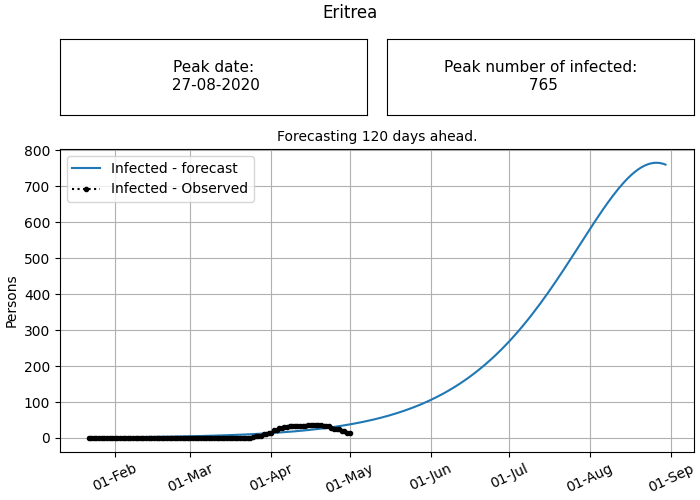 Eritrea
Peak date:
27-08-2020
Peak number of infected:
765
Forecasting 120 days ahead.
Infected - forecast
Infected - Observed
Persons
800
700
600
500
400
300
200
100
0
01-Feb
01-Mar
01-Apr
01-May
01-Jun
01-Jul
01-Aug
01-Sep